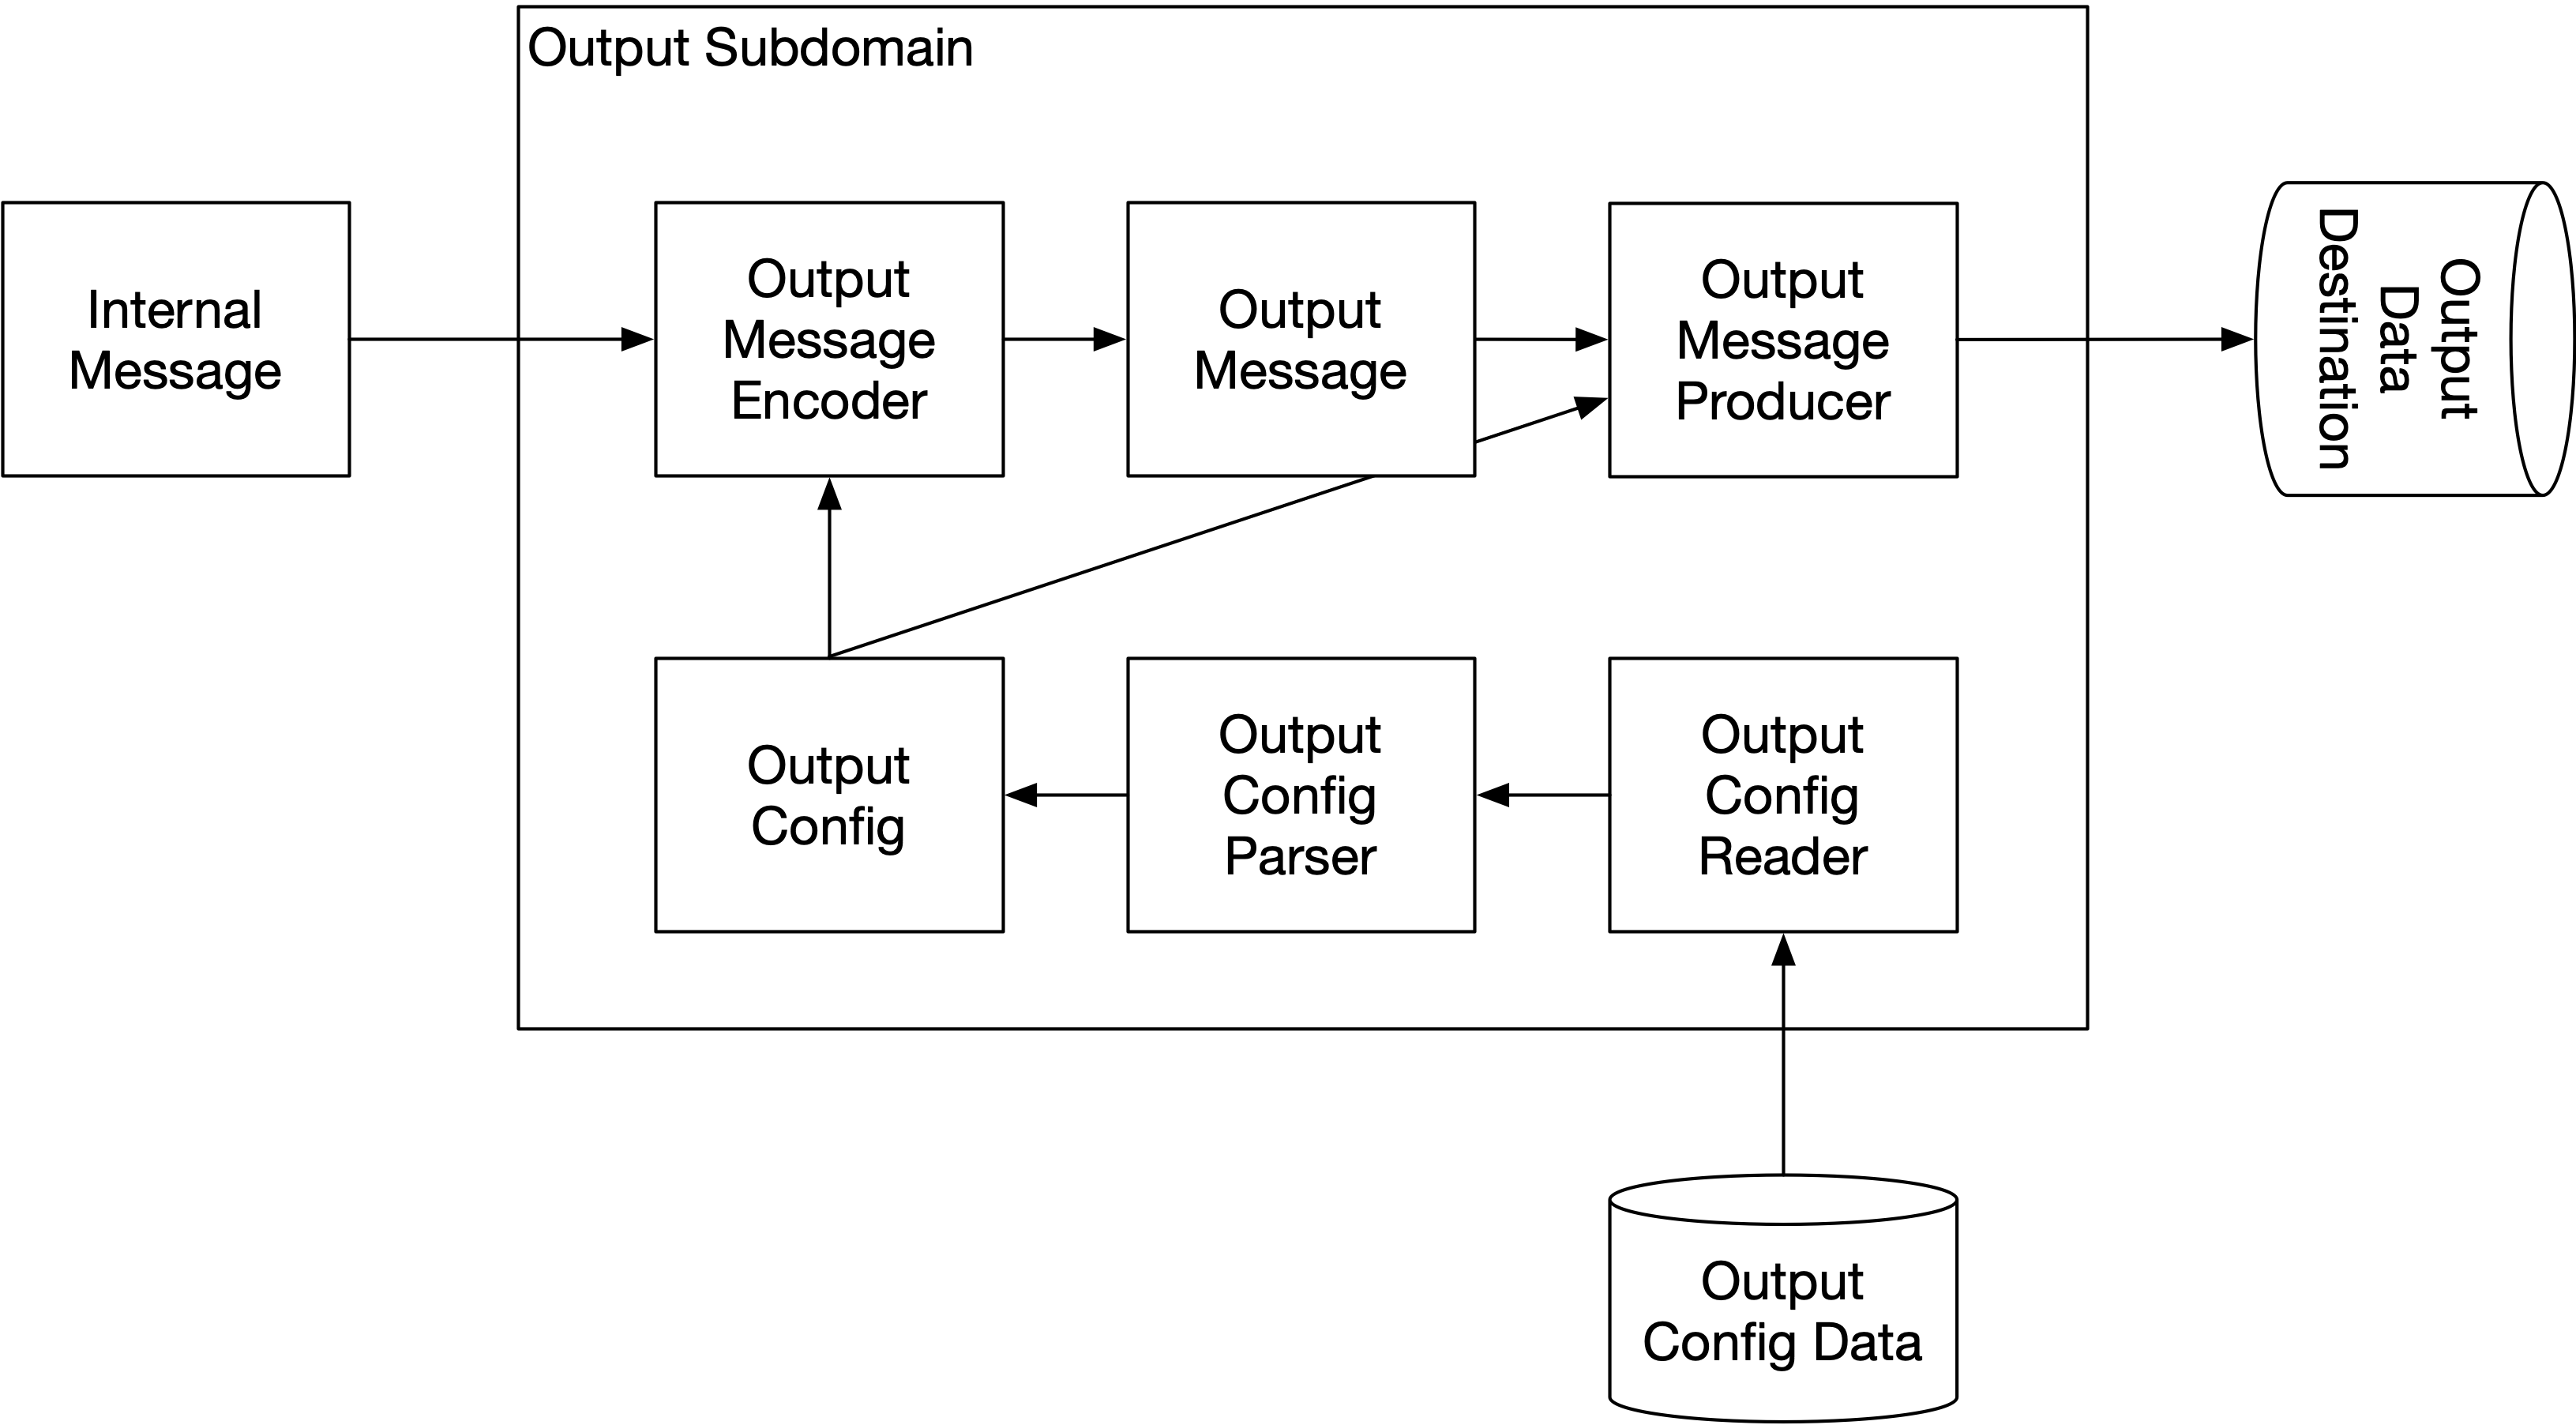 Output Subdomain
Internal
Message
Output
Message
Encoder
Output
Message
Output
Message
Producer
Output
Data
Destination
Output
Config
Output
Config
Parser
Output
Config
Reader
Output
Config Data